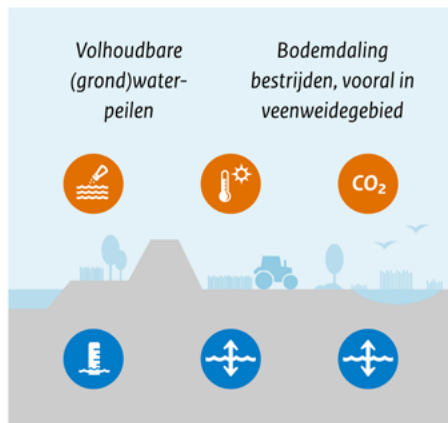 Volhoudbare
(grond)water-
peilen
Bodemdaling
bestrijden, vooral in
veenweidegebied
CO₂